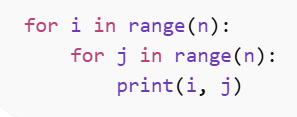 for i in range(n):
    for j in range(n):
        print(i, j)